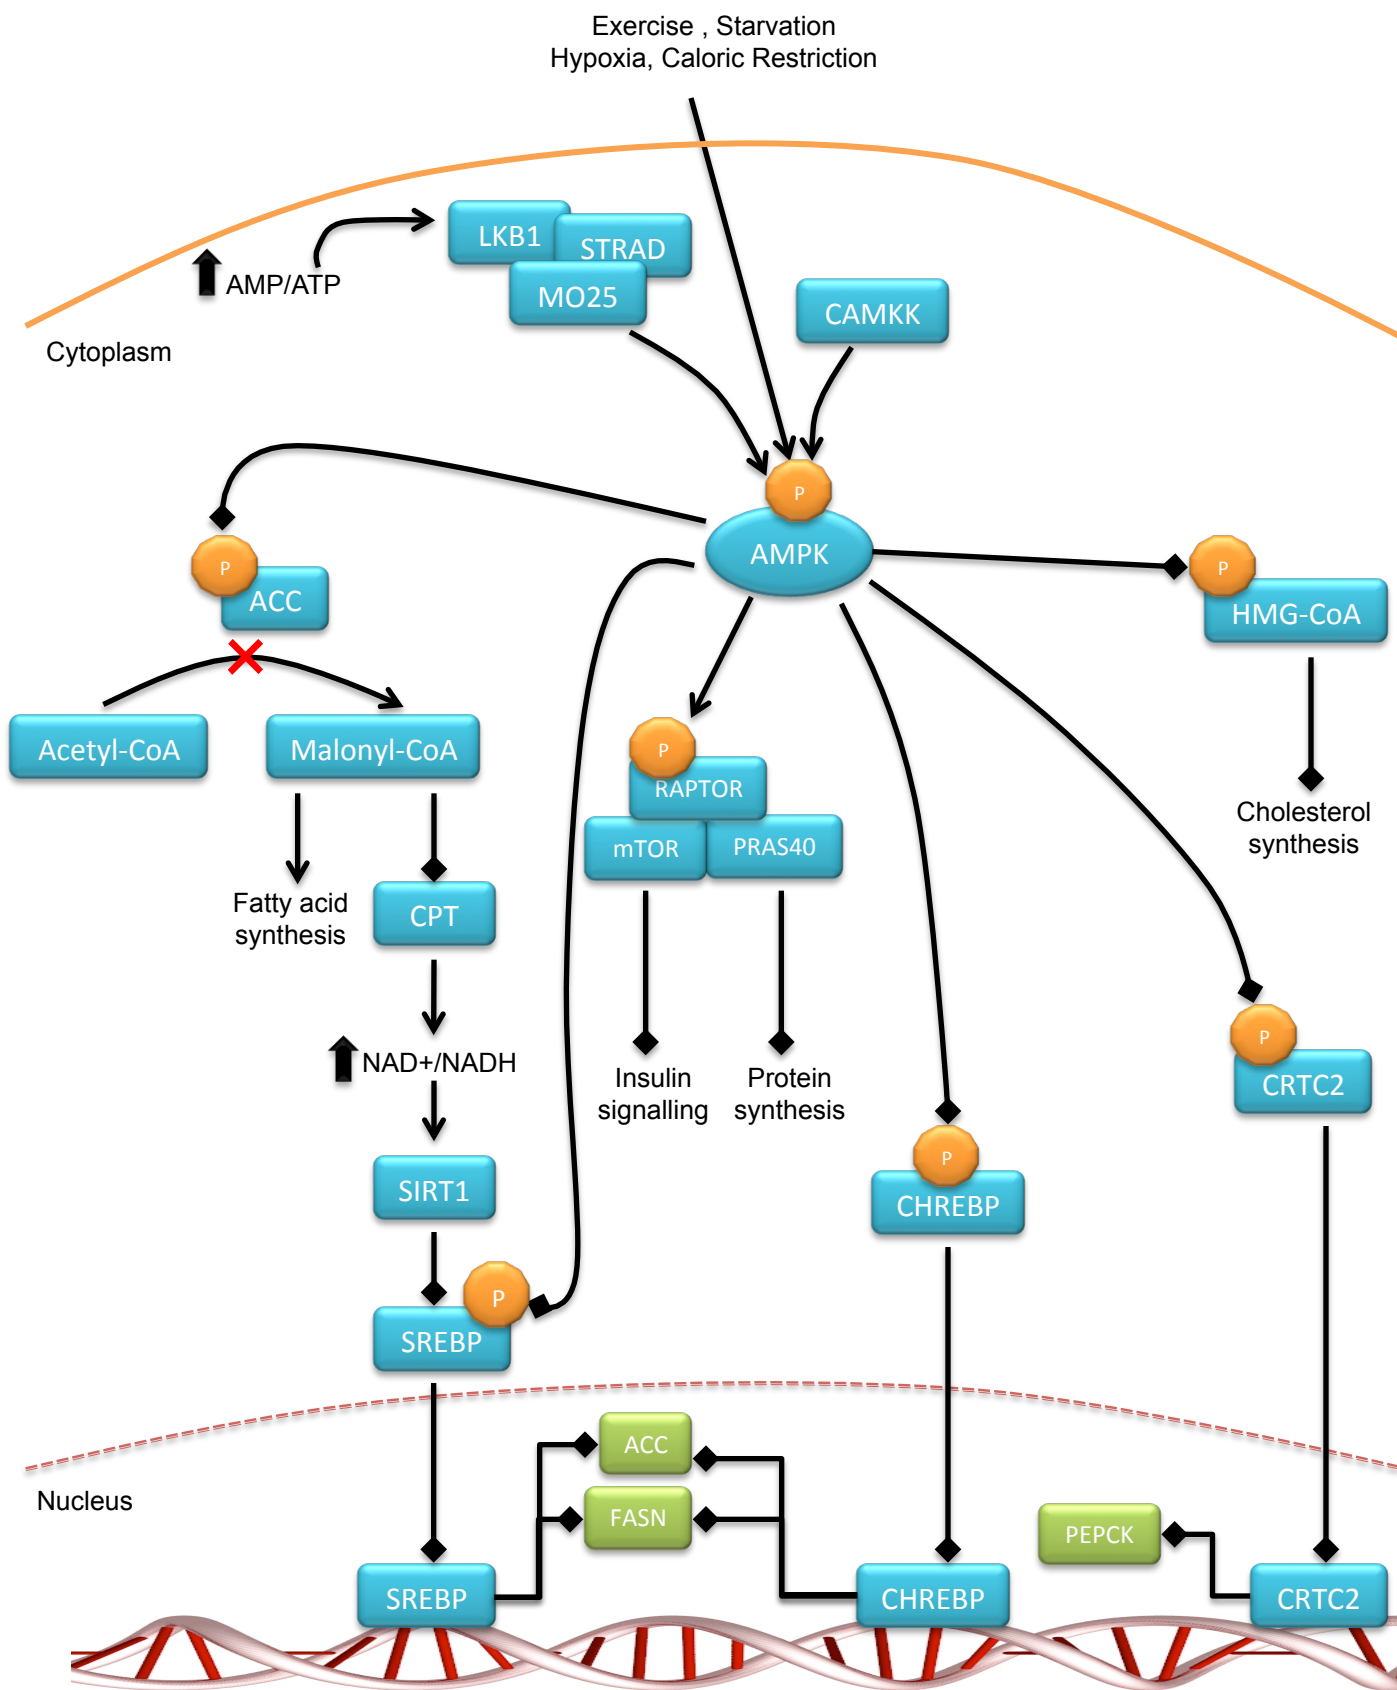 Exercise , Starvation
Hypoxia, Caloric Restriction
LKB1
STRAD
AMP/ATP
MO25
CAMKK
Cytoplasm
P
AMPK
P
ACC
P
HMG-CoA
Acetyl-CoA
Malonyl-CoA
P
RAPTOR
mTOR
PRAS40
Cholesterol
synthesis
Fatty acid
synthesis
CPT
P
CRTC2
NAD+/NADH
Insulin
signalling
Protein
synthesis
P
CHREBP
SIRT1
P
SREBP
Nucleus
ACC
FASN
PEPCK
SREBP
CHREBP
CRTC2